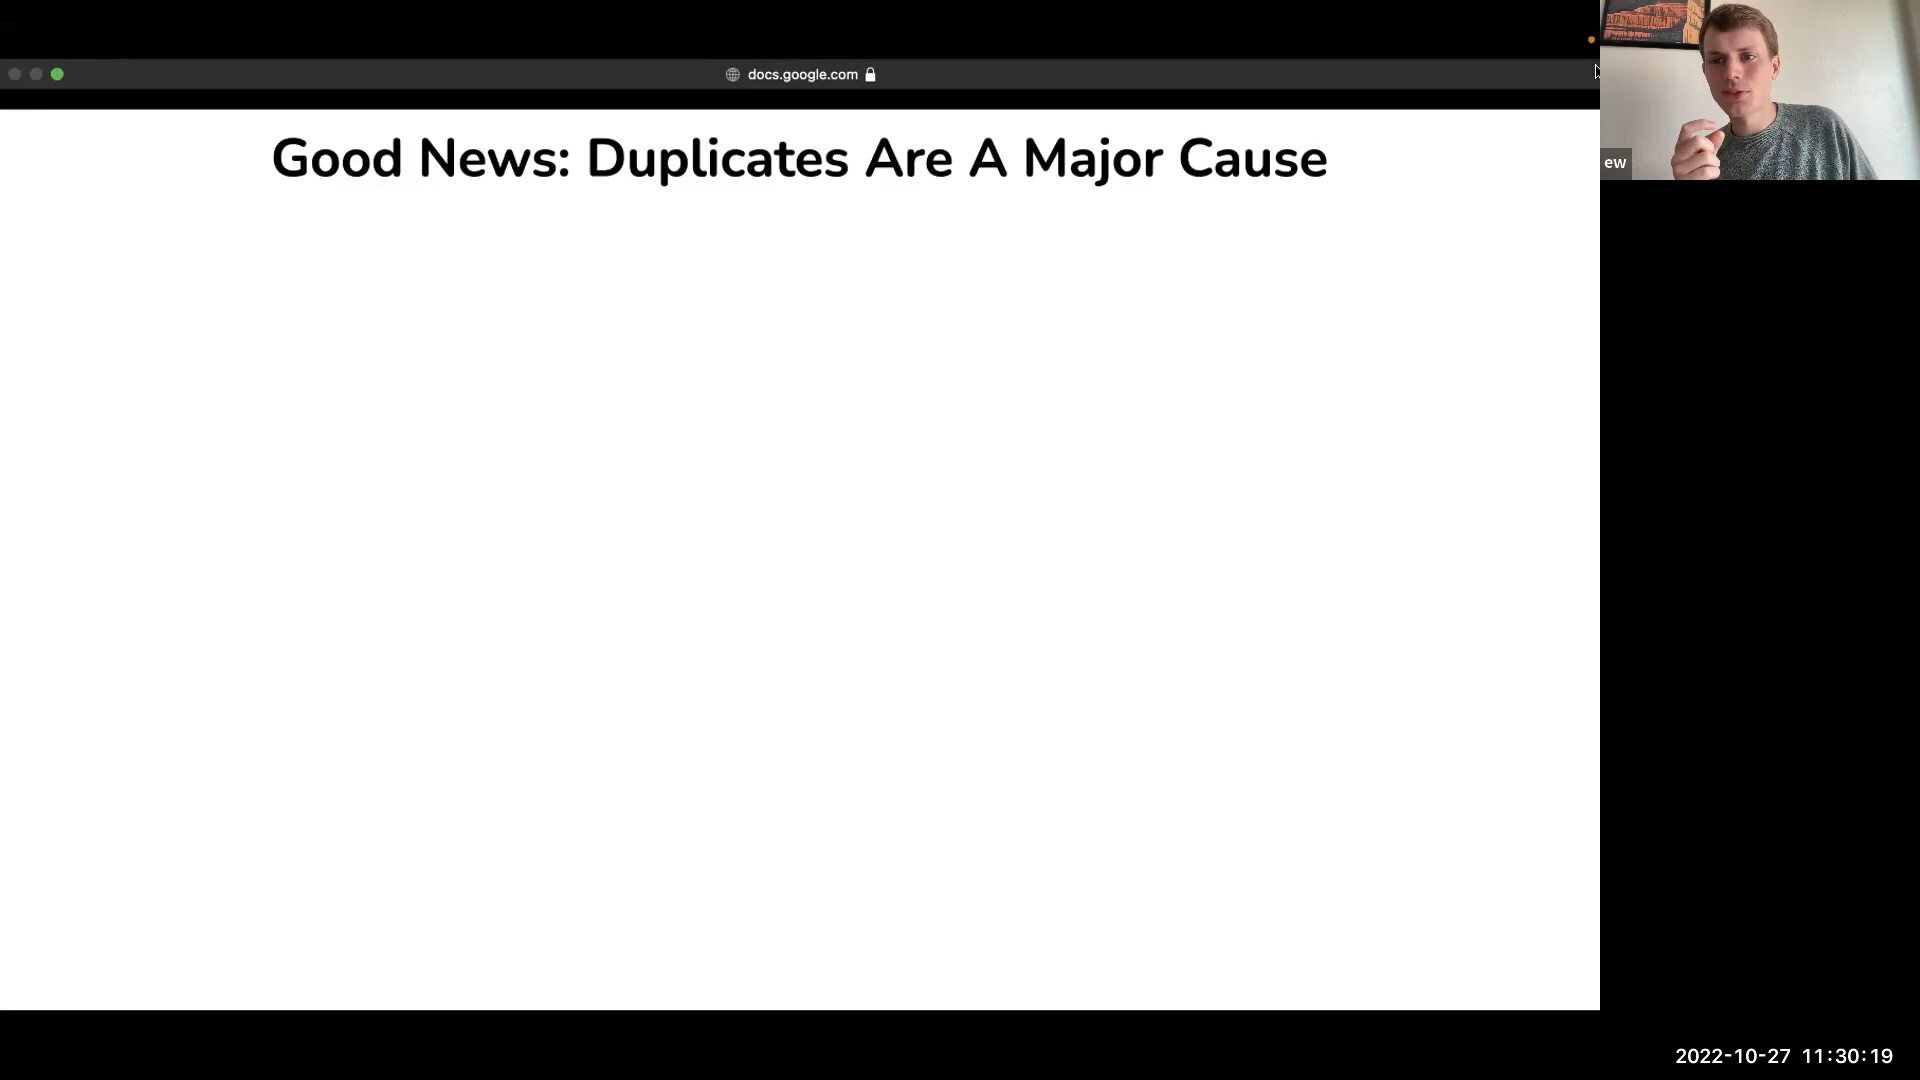 docs.google.com
Good News: Duplicates Are A Major Cause
ew
2022-10-27 11:30:19